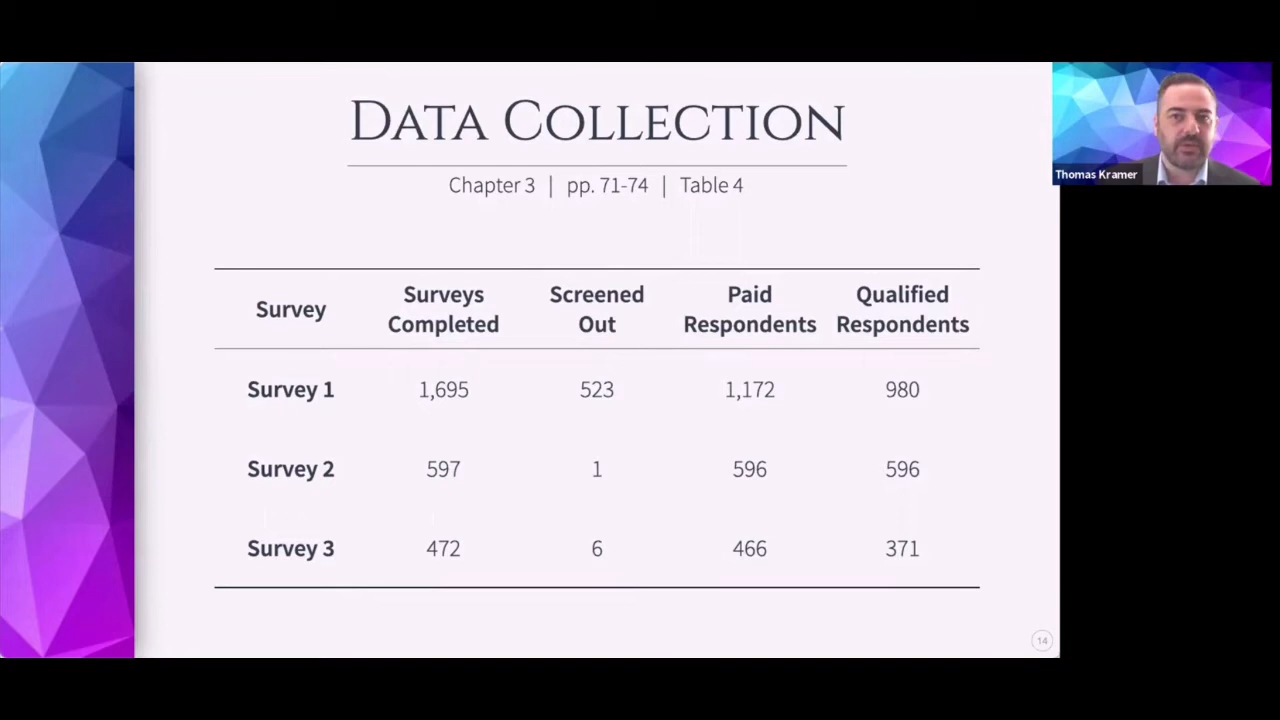 DATA COLLECTION
Chapter 3 | pp. 71-74 | Table 4
Thomas Kramer
Survey Surveys Completed Screened Out Paid Respondents Qualified Respondents
Survey 1 1,695 523 1,172 980
Survey 2 597 1 596 596
Survey 3 472 6 466 371
14